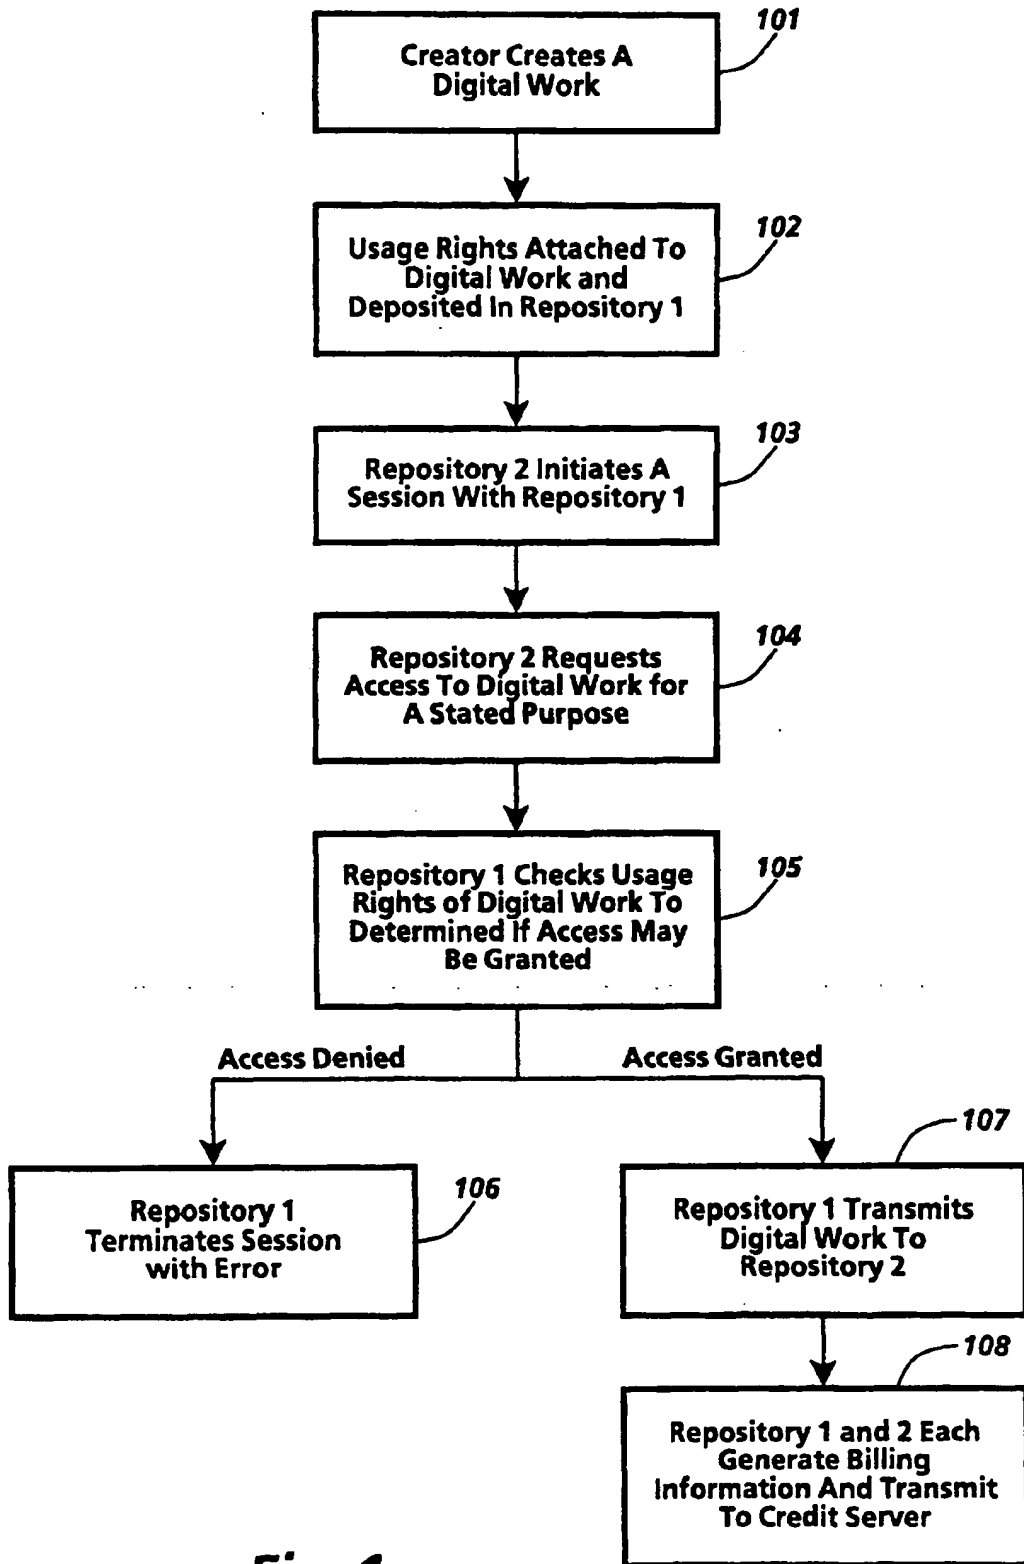 101
Creator Creates A
Digital Work
102
Usage Rights Attached To
Digital Work and
Deposited In Repository 1
103
Repository 2 Initiates A
Session With Repository 1
104
Repository 2 Requests
Access To Digital Work for
A Stated Purpose
105
Repository 1 Checks Usage
Rights of Digital Work To
Determined If Access May
Be Granted
Access Denied
Access Granted
106
Repository 1
Terminates Session
with Error
107
Repository 1 Transmits
Digital Work To
Repository 2
108
Repository 1 and 2 Each
Generate Billing
Information And Transmit
To Credit Server